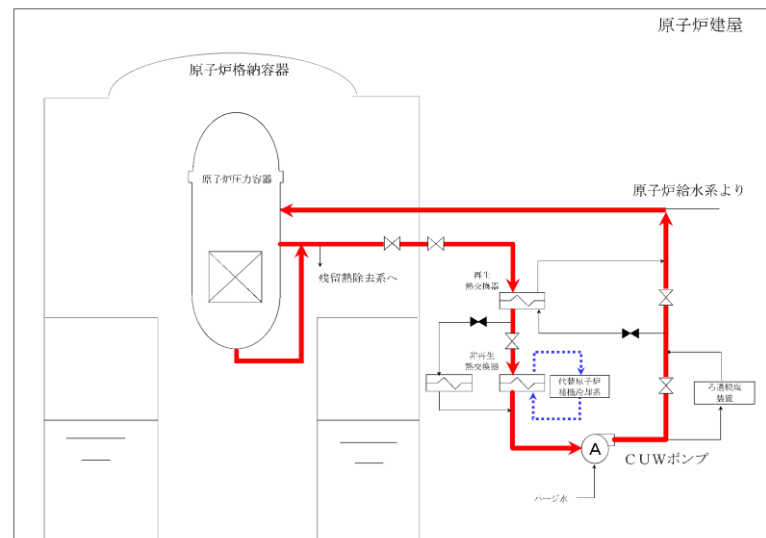 原子炉建屋
原子炉格納容器
原子炉圧力容器
原子炉給水系より
残留熱除去系へ
再生
熱交換器
非再生
熱交換器
代替原子炉
補機冷却系
ろ過脱塩
装置
A
CUWポンプ
パージ水